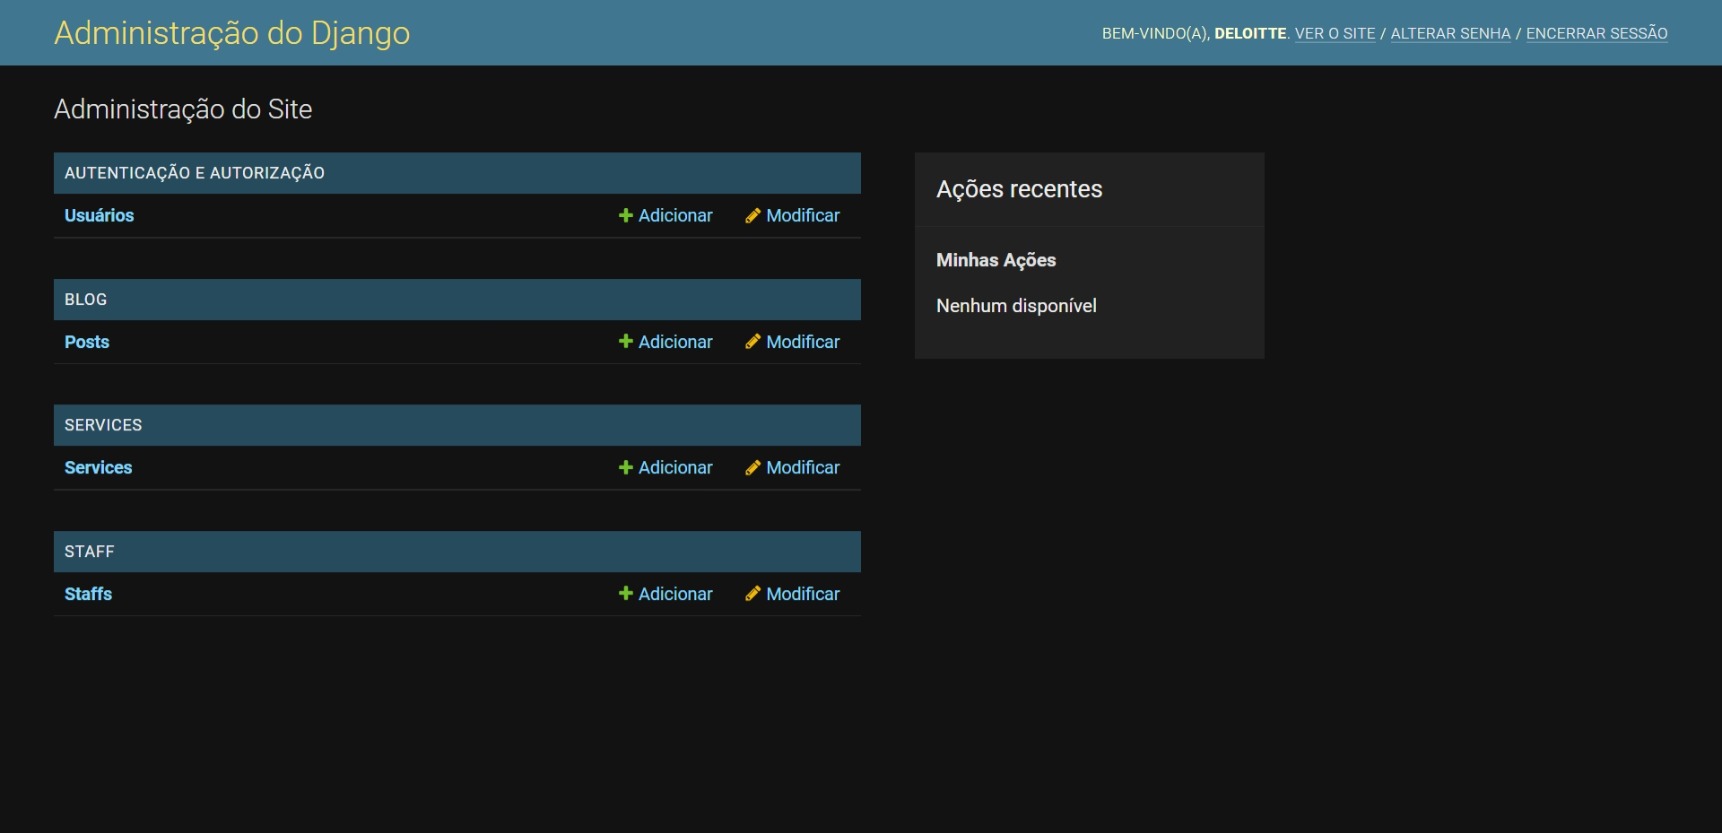 Administração do Django
BEM-VINDO(A), DELOITTE. VER O SITE / ALTERAR SENHA / ENCERRAR SESSÃO
Administração do Site
AUTENTICAÇÃO E AUTORIZAÇÃO
Usuários Adicionar Modificar
BLOG
Posts Adicionar Modificar
SERVICES
Services Adicionar Modificar
STAFF
Staffs Adicionar Modificar
Ações recentes
Minhas Ações
Nenhum disponível